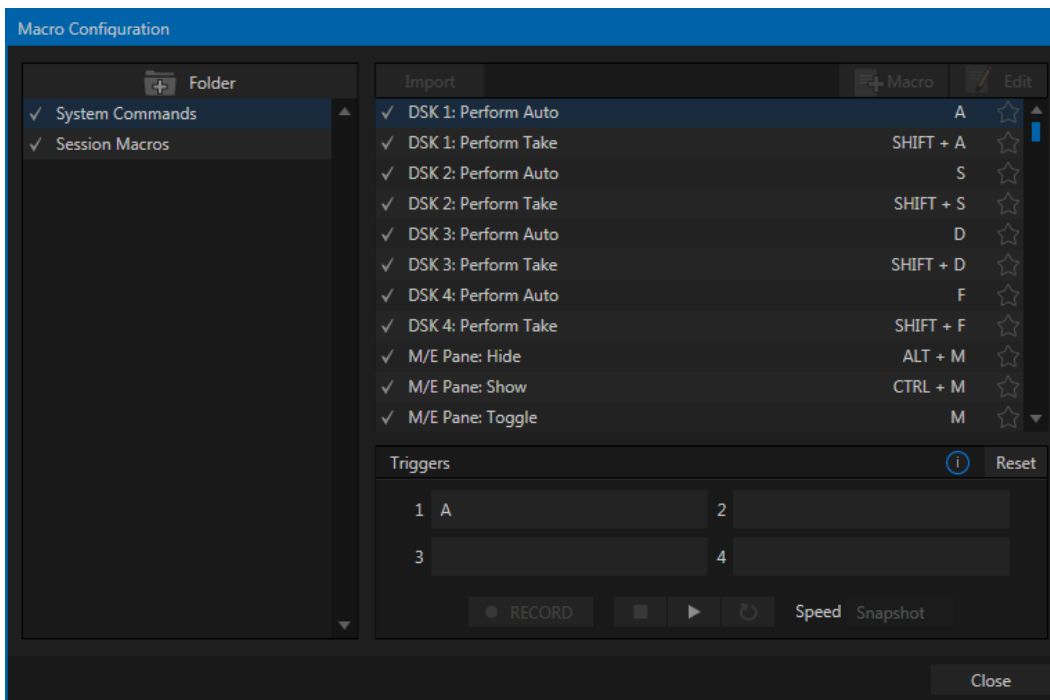 Macro Configuration
Folder
System Commands
Session Macros
Import Macro Edit
DSK 1: Perform Auto A
DSK 1: Perform Take SHIFT + A
DSK 2: Perform Auto S
DSK 2: Perform Take SHIFT + S
DSK 3: Perform Auto D
DSK 3: Perform Take SHIFT + D
DSK 4: Perform Auto F
DSK 4: Perform Take SHIFT + F
M/E Pane: Hide ALT + M
M/E Pane: Show CTRL + M
M/E Pane: Toggle M
Triggers i Reset
1 A 2
3 4
RECORD Speed Snapshot
Close